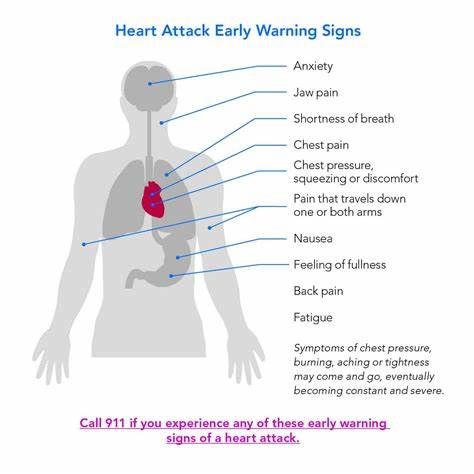 Heart Attack Early Warning Signs
Anxiety
Jaw pain
Shortness of breath
Chest pain
Chest pressure,
squeezing or discomfort
Pain that travels down
one or both arms
Nausea
Feeling of fullness
Back pain
Fatigue
Symptoms of chest pressure,
burning, aching or tightness
may come and go, eventually
becoming constant and severe.
Call 911 if you experience any of these early warning
signs of a heart attack.